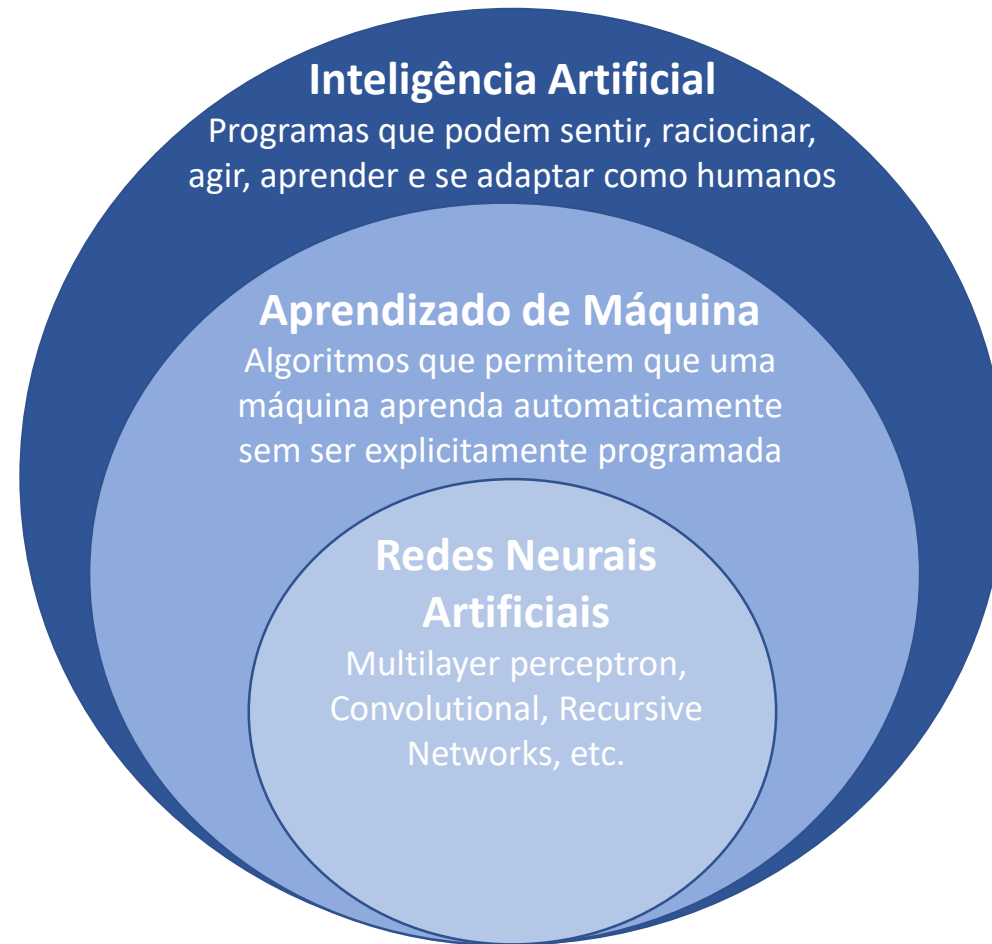 Inteligência Artificial
Programas que podem sentir, raciocinar,
agir, aprender e se adaptar como humanos
Aprendizado de Máquina
Algoritmos que permitem que uma
máquina aprenda automaticamente
sem ser explicitamente programada
Redes Neurais
Artificiais
Multilayer perceptron,
Convolutional, Recursive
Networks, etc.